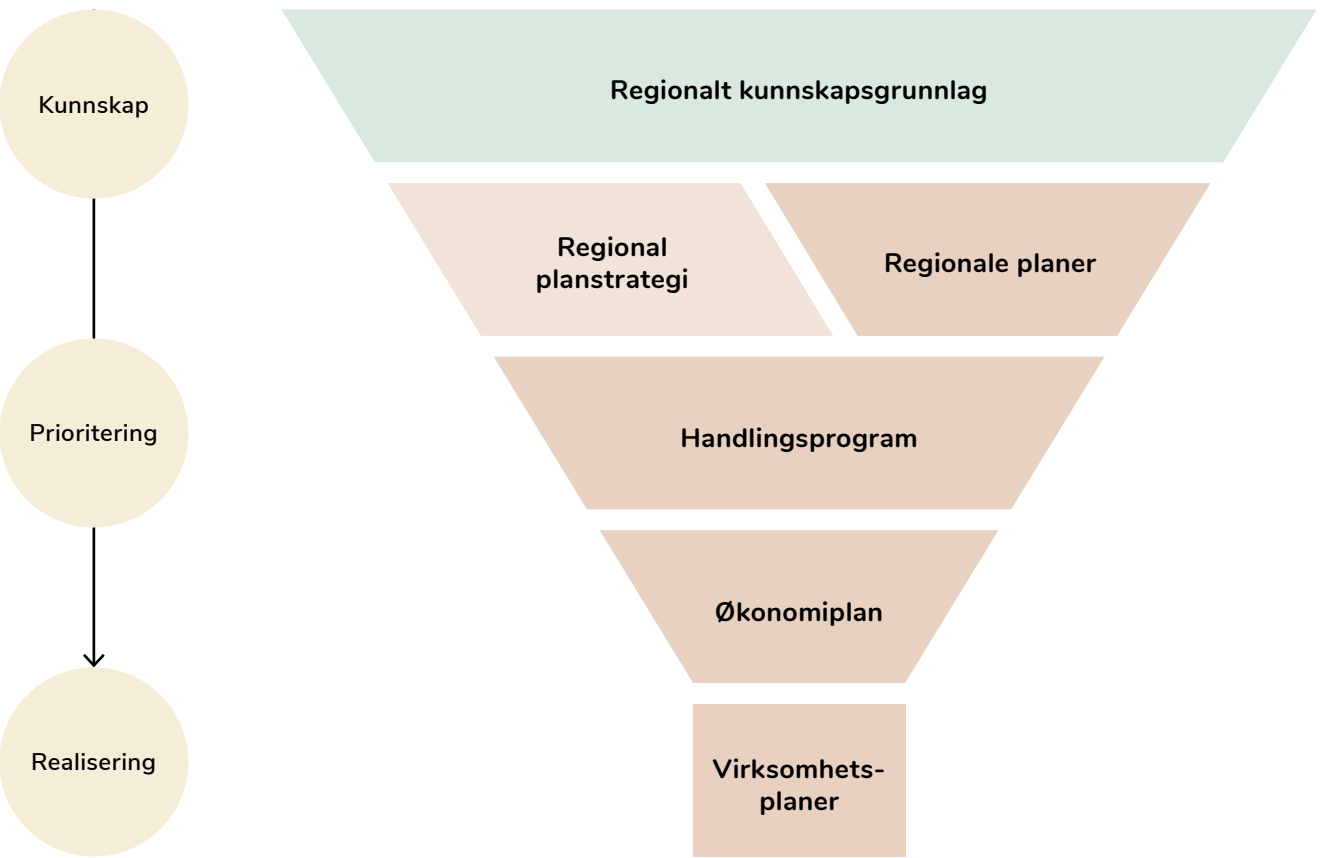 Kunnskap
Regionalt kunnskapsgrunnlag
Regional
planstrategi
Regionale planer
Prioritering
Handlingsprogram
Økonomiplan
Realisering
Virksomhets-
planer